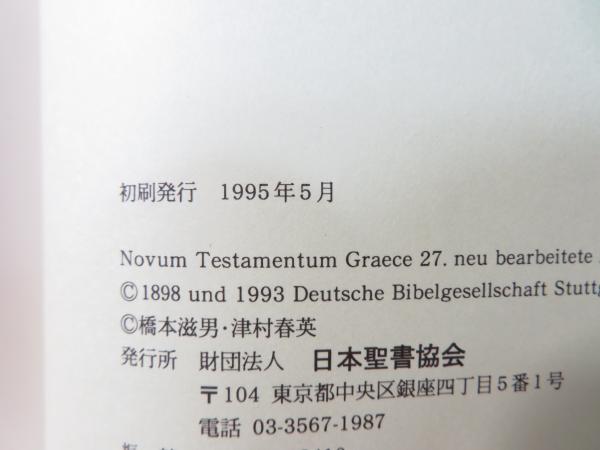 初刷発行 1995年5月
Novum Testamentum Graece 27. neu bearbeitete
©1898 und 1993 Deutsche Bibelgesellschaft
©橋本滋男・津村春英
発行所 財団法人 日本聖書協会
〒104 東京都中央区銀座四丁目5番1号
電話 03-3567-1987